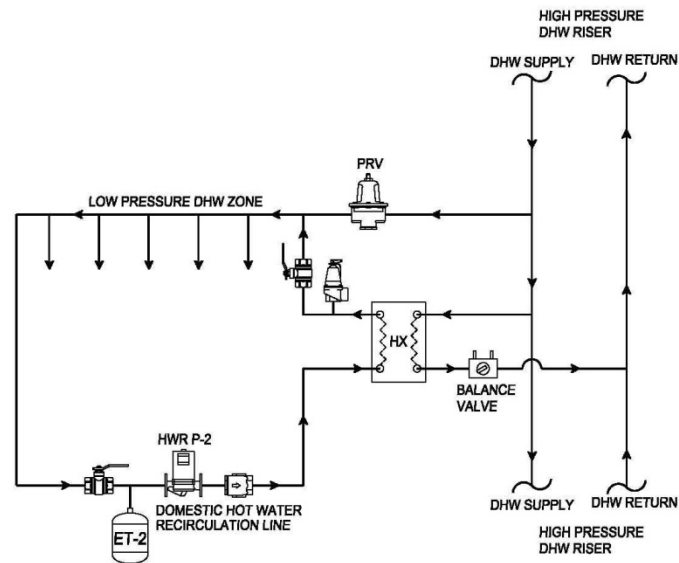 HIGH PRESSURE
DHW RISER
DHW SUPPLY
DHW RETURN
PRV
LOW PRESSURE DHW ZONE
HX
BALANCE
VALVE
HWR P-2
DOMESTIC HOT WATER
RECIRCULATION LINE
ET-2
DHW SUPPLY
DHW RETURN
HIGH PRESSURE
DHW RISER